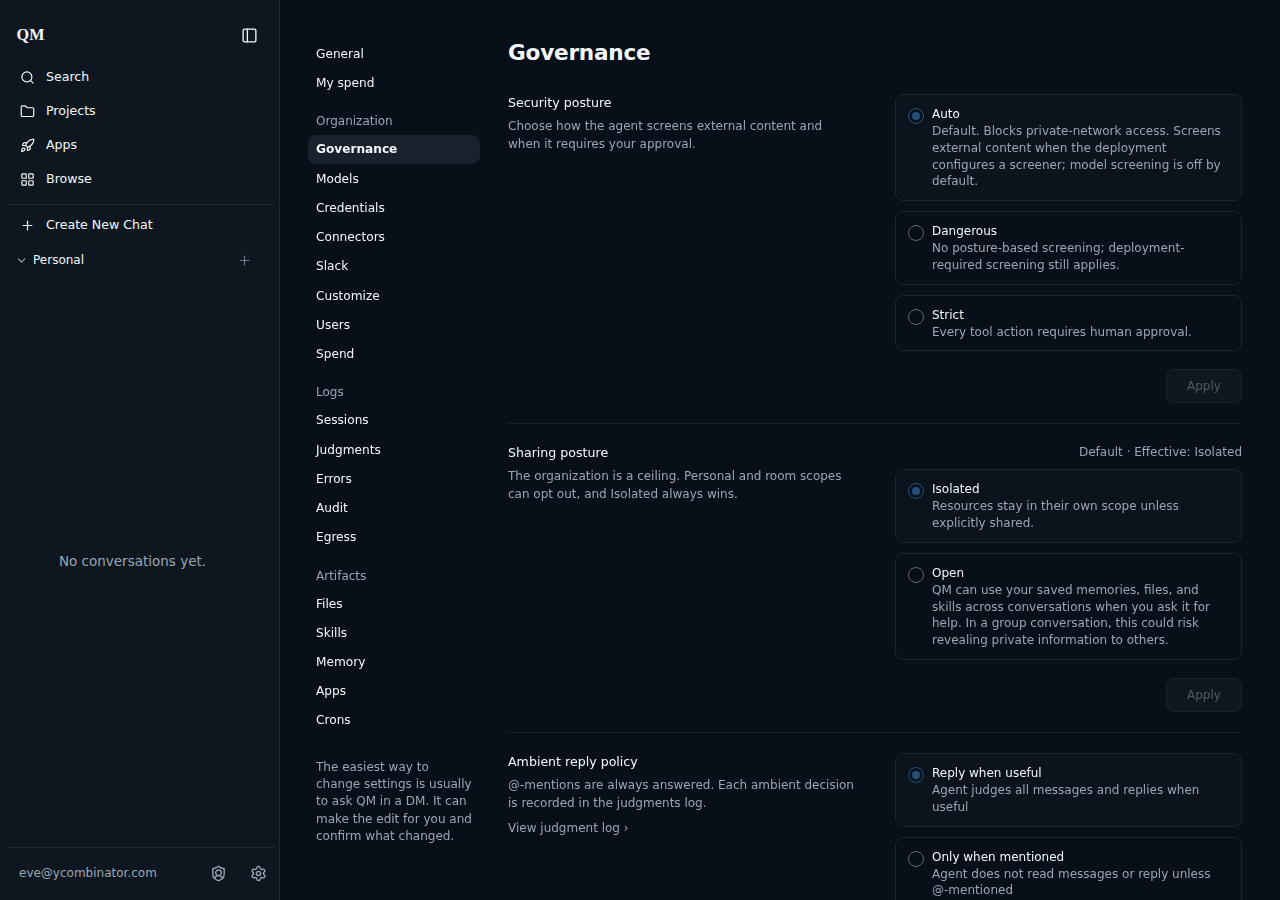 QM
Search
Projects
Apps
Browse
Create New Chat
Personal
No conversations yet.
eve@ycombinator.com
General
My spend
Organization
Governance
Models
Credentials
Connectors
Slack
Customize
Users
Spend
Logs
Sessions
Judgments
Errors
Audit
Egress
Artifacts
Files
Skills
Memory
Apps
Crons
The easiest way to
change settings is usually
to ask QM in a DM. It can
make the edit for you and
confirm what changed.
Governance
Security posture
Choose how the agent screens external content and
when it requires your approval.
Auto
Default. Blocks private-network access. Screens
external content when the deployment
configures a screener; model screening is off by
default.
Dangerous
No posture-based screening; deployment-
required screening still applies.
Strict
Every tool action requires human approval.
Apply
Sharing posture
The organization is a ceiling. Personal and room scopes
can opt out, and Isolated always wins.
Default · Effective: Isolated
Isolated
Resources stay in their own scope unless
explicitly shared.
Open
QM can use your saved memories, files, and
skills across conversations when you ask it for
help. In a group conversation, this could risk
revealing private information to others.
Apply
Ambient reply policy
@-mentions are always answered. Each ambient decision
is recorded in the judgments log.
View judgment log ›
Reply when useful
Agent judges all messages and replies when
useful
Only when mentioned
Agent does not read messages or reply unless
@-mentioned